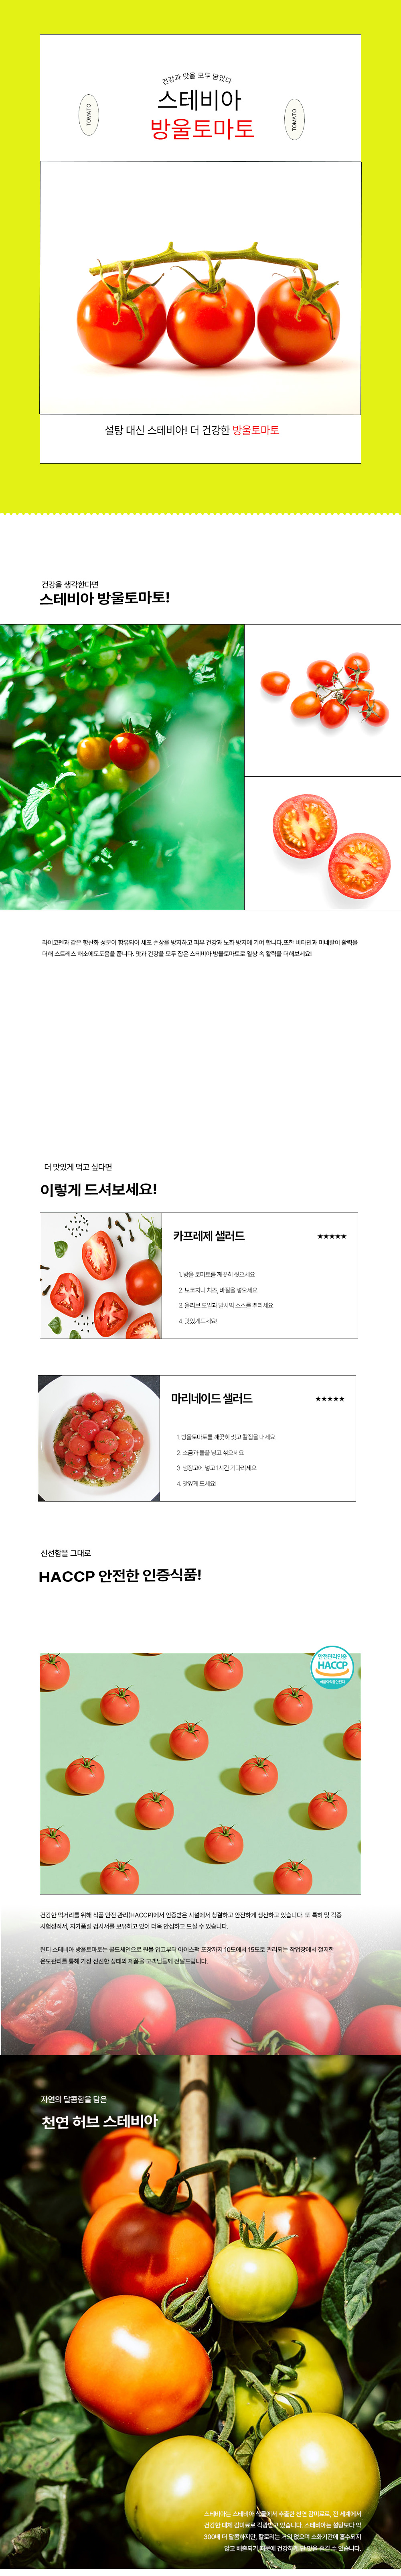 건강과 맛을 모두 담았다
스테비아
방울토마토
TOMATO
TOMATO
설탕 대신 스테비아! 더 건강한 방울토마토
건강을 생각한다면
스테비아 방울토마토!
라이코펜과 같은 항산화 성분이 함유되어 세포 손상을 방지하고 피부 건강과 노화 방지에 기여 합니다.또한 비타민과 미네랄이 활력을
더해 스트레스 해소에도도움을 줍니다. 맛과 건강을 모두 잡은 스테비아 방울토마토로 일상 속 활력을 더해보세요!
더 맛있게 먹고 싶다면
이렇게 드셔보세요!
카프레제 샐러드
★★★★★
1. 방울 토마토를 깨끗히 씻으세요
2. 보코치니 치즈, 바질을 넣으세요
3. 올리브 오일과 발사믹 소스를 뿌리세요
4. 맛있게드세요!
마리네이드 샐러드
★★★★★
1. 방울토마토를 깨끗히 씻고 칼집을 내세요.
2. 소금과 물을 넣고 섞으세요
3. 냉장고에 넣고 1시간 기다리세요
4. 맛있게 드세요!
신선함을 그대로
HACCP 안전한 인증식품!
안전관리인증
HACCP
식품의약품안전처
건강한 먹거리를 위해 식품 안전 관리(HACCP)에서 인증받은 시설에서 청결하고 안전하게 생산하고 있습니다. 또 특허 및 각종
시험성적서, 자가품질 검사서를 보유하고 있어 더욱 안심하고 드실 수 있습니다.
린디 스테비아 방울토마토는 콜드체인으로 원물 입고부터 아이스팩 포장까지 10도에서 15도로 관리되는 작업장에서 철저한
온도관리를 통해 가장 신선한 상태의 제품을 고객님들께 전달드립니다.
자연의 달콤함을 담은
천연 허브 스테비아
스테비아는 스테비아 식물에서 추출한 천연 감미료로, 전 세계에서
건강한 대체 감미료로 각광받고 있습니다. 스테비아는 설탕보다 약
300배 더 달콤하지만, 칼로리는 거의 없으며 소화기간에 흡수되지
않고 배출되기 때문에 건강하게 단 맛을 즐길 수 있습니다.